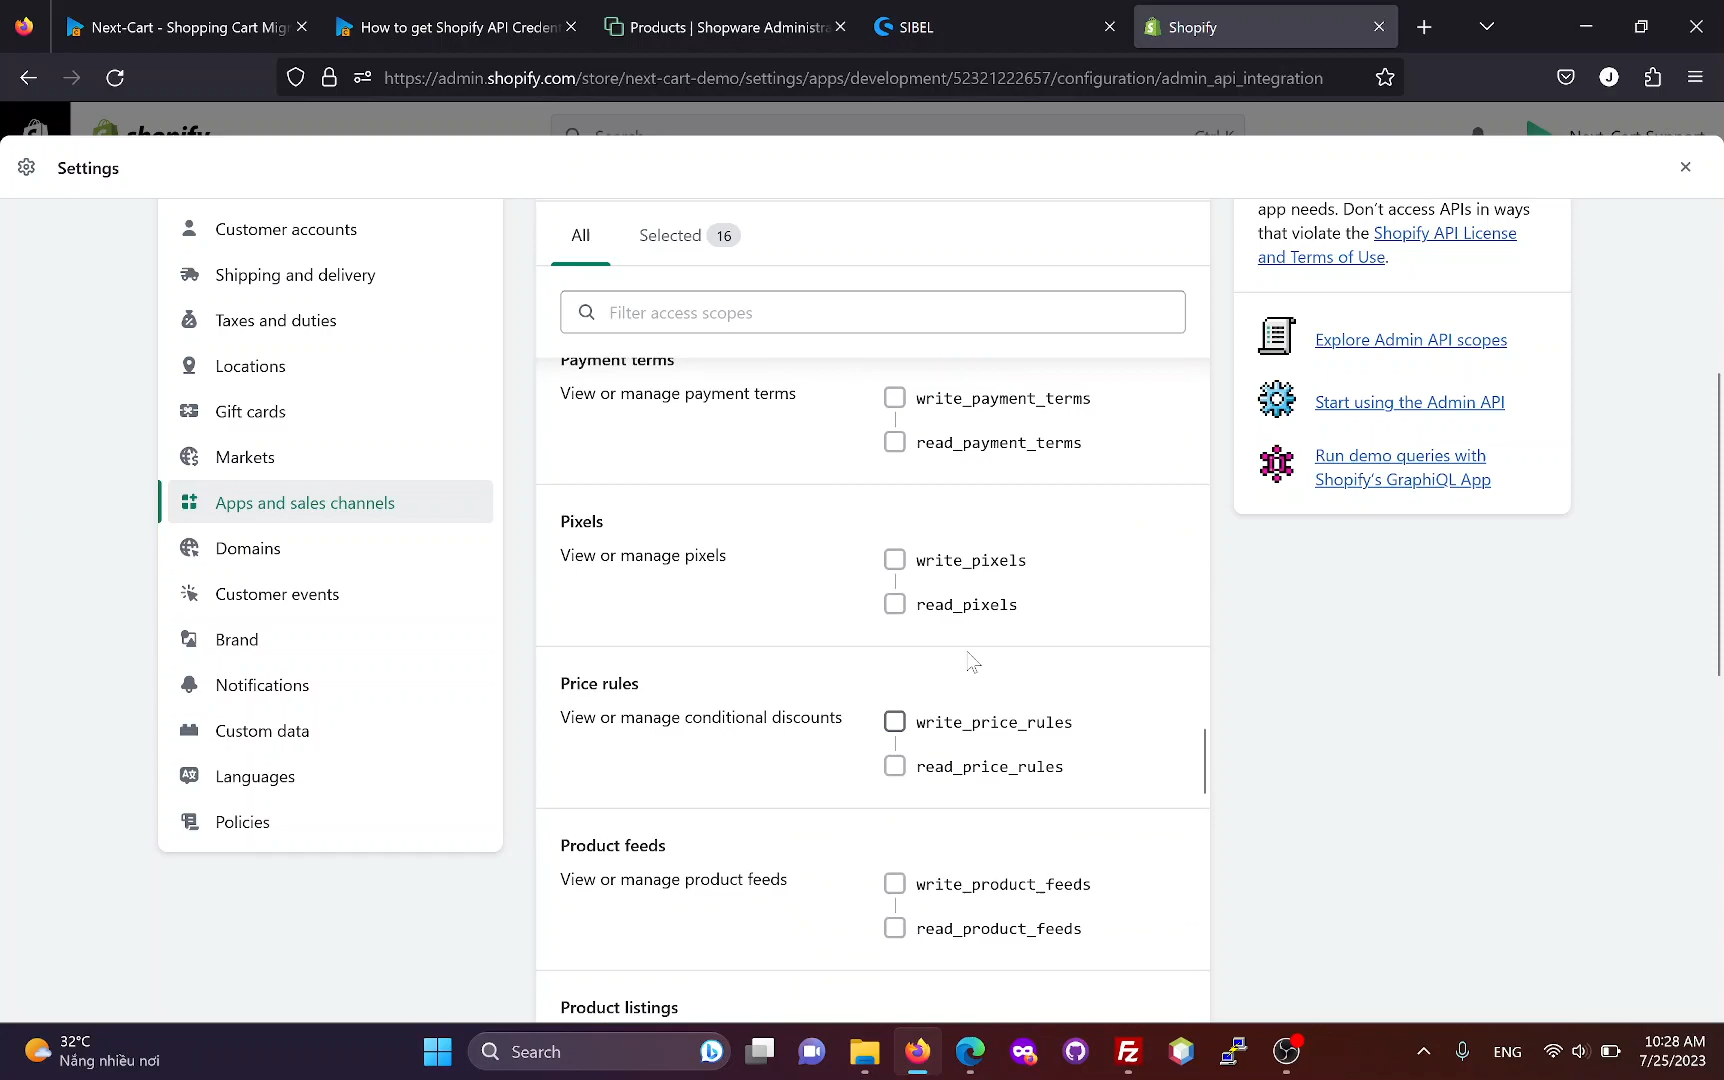 Next-Cart - Shopping Cart Mig
How to get Shopify API Creden
Products | Shopware Administra
SIBEL
Shopify
https://admin.shopify.com/store/next-cart-demo/settings/apps/development/52321222657/configuration/admin_api_integration
J
shopify
Search
Ctrl K
Next-Cart Support
Settings
Customer accounts
Shipping and delivery
Taxes and duties
Locations
Gift cards
Markets
Apps and sales channels
Domains
Customer events
Brand
Notifications
Custom data
Languages
Policies
All
Selected 16
Filter access scopes
Payment terms
View or manage payment terms
write_payment_terms
read_payment_terms
Pixels
View or manage pixels
write_pixels
read_pixels
Price rules
View or manage conditional discounts
write_price_rules
read_price_rules
Product feeds
View or manage product feeds
write_product_feeds
read_product_feeds
Product listings
app needs. Don’t access APIs in ways
that violate the Shopify API License
and Terms of Use.
Explore Admin API scopes
Start using the Admin API
Run demo queries with
Shopify’s GraphiQL App
32°C
Nắng nhiều nơi
Search
ENG
10:28 AM
7/25/2023